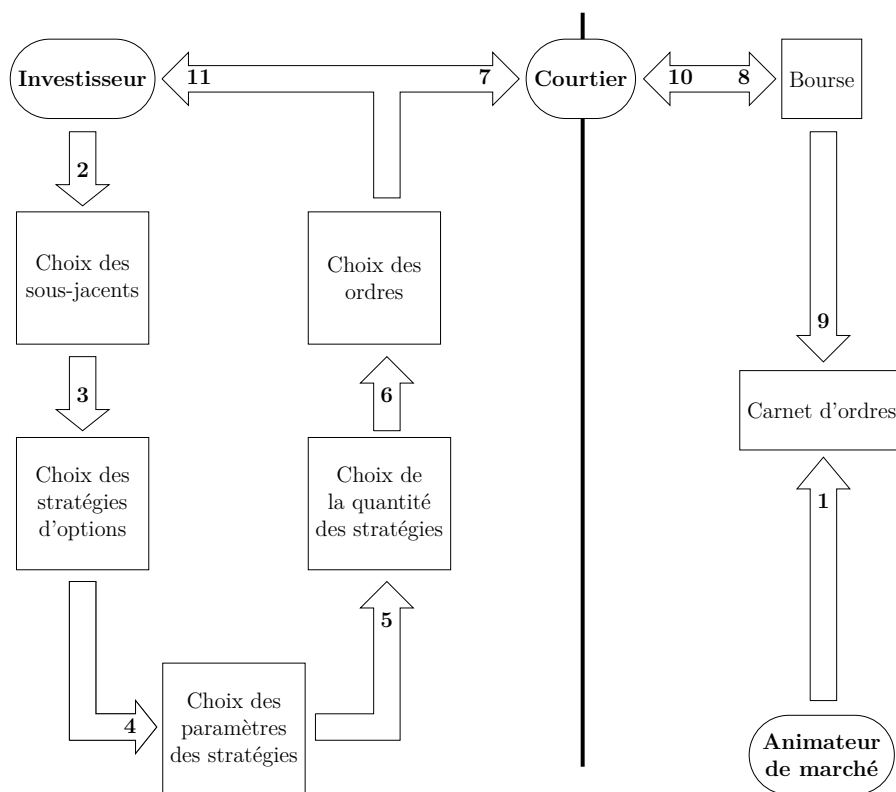 Investisseur
11
7
Courtier
10
8
Bourse
2
Choix des
sous-jacents
Choix des
ordres
9
3
6
Carnet d'ordres
Choix des
stratégies
d'options
Choix de
la quantité
des stratégies
1
5
4
Choix des
paramètres
des stratégies
Animateur
de marché